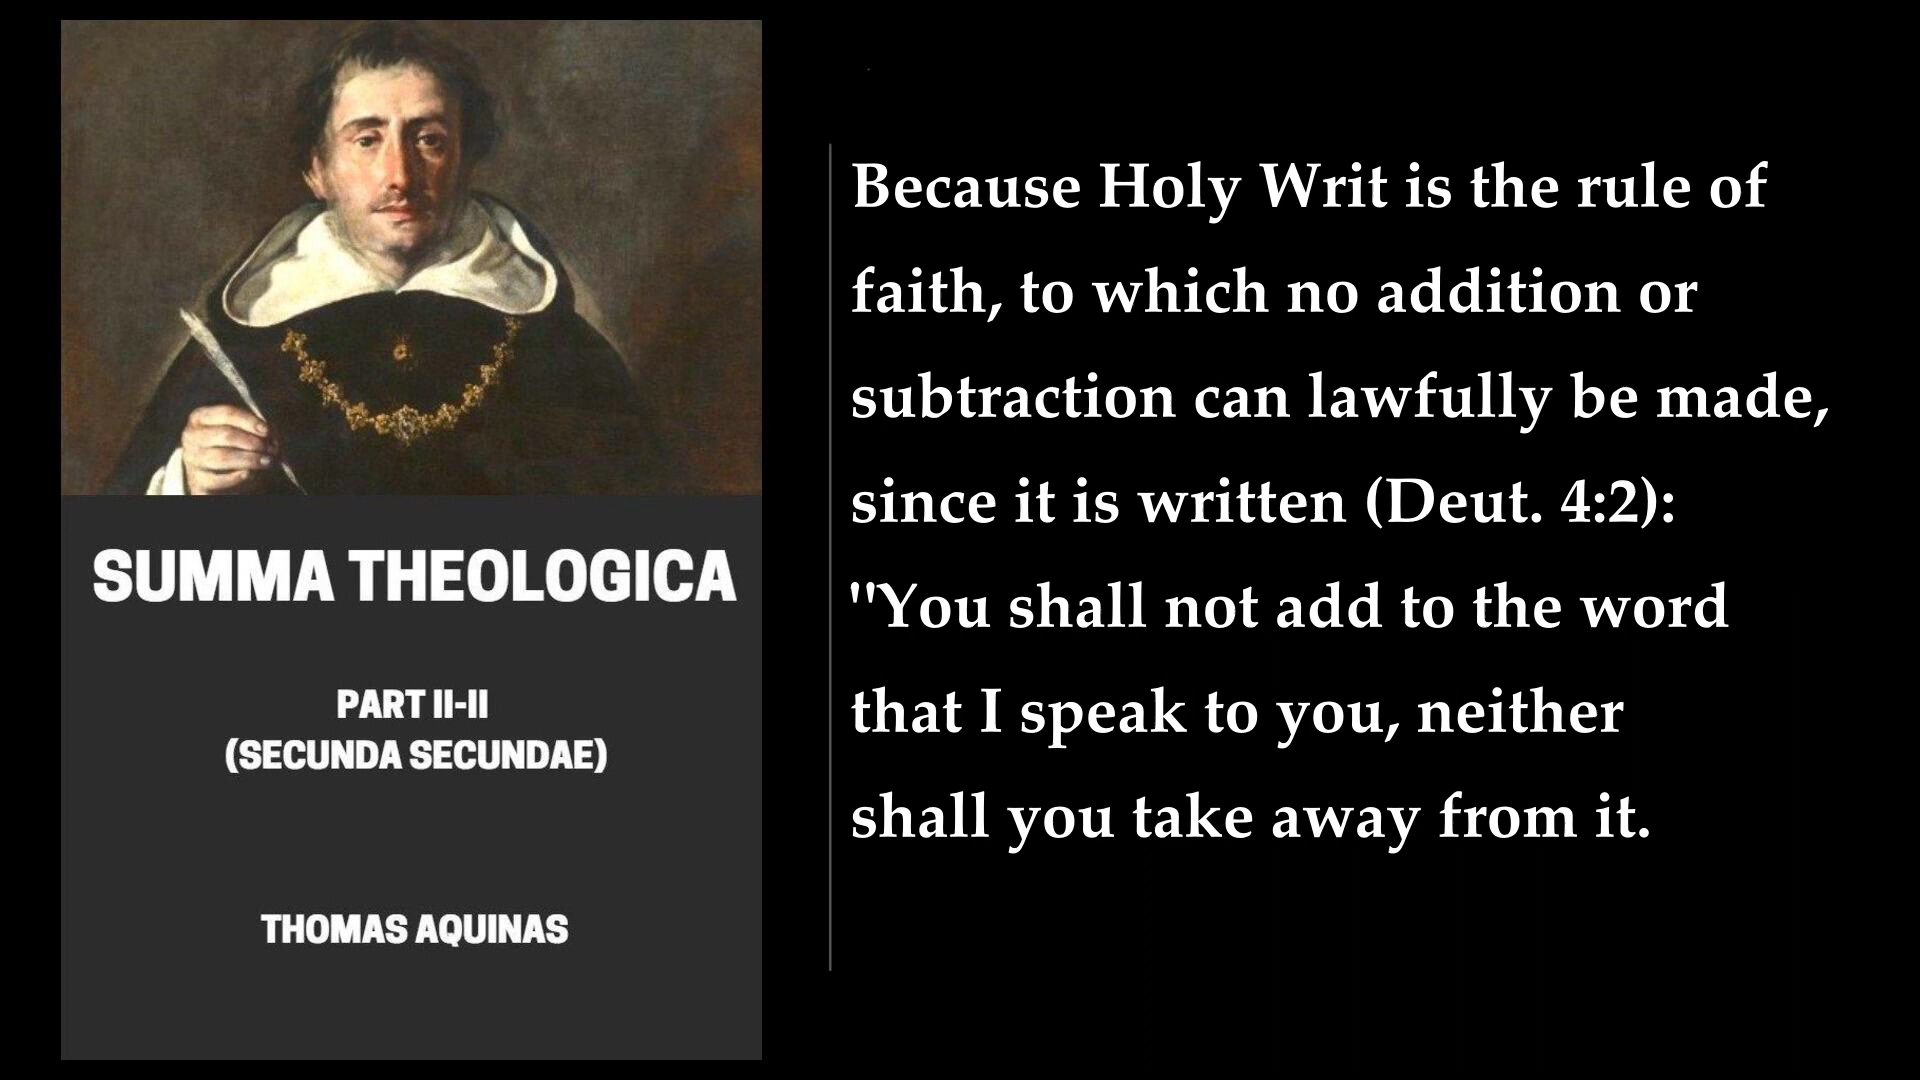 SUMMA THEOLOGICA
PART II-II
(SECUNDA SECUNDAE)
THOMAS AQUINAS
Because Holy Writ is the rule of
faith, to which no addition or
subtraction can lawfully be made,
since it is written (Deut. 4:2):
"You shall not add to the word
that I speak to you, neither
shall you take away from it.